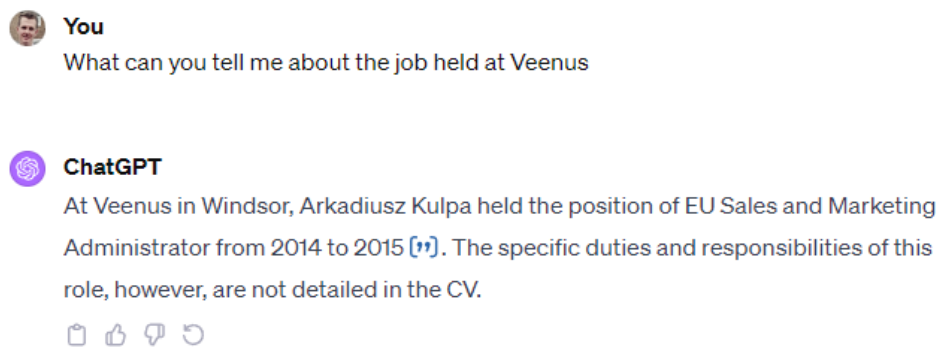 You
What can you tell me about the job held at Veenus
ChatGPT
At Veenus in Windsor, Arkadiusz Kulpa held the position of EU Sales and Marketing
Administrator from 2014 to 2015 [”]. The specific duties and responsibilities of this
role, however, are not detailed in the CV.